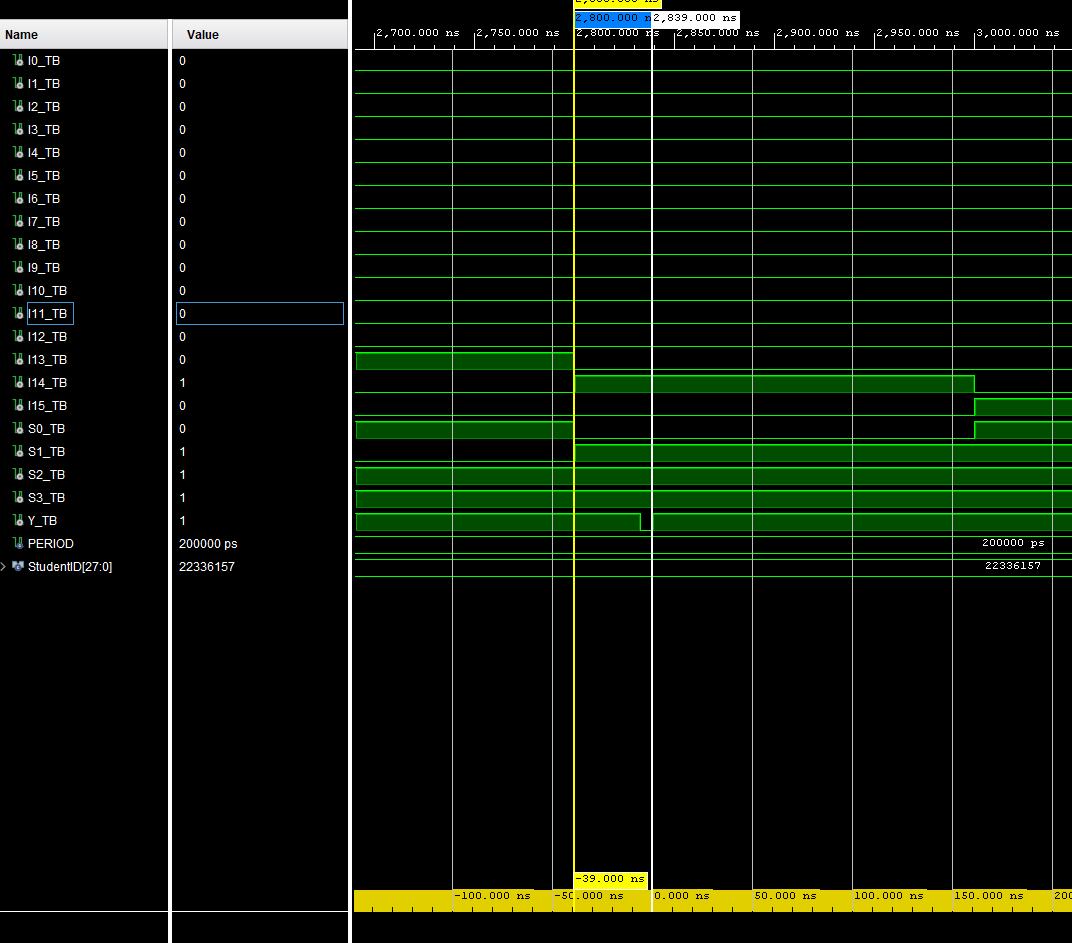 2,800.000 n 2,839.000 ns
Name Value
2,700.000 ns 2,750.000 ns 2,800.000 ns 2,850.000 ns 2,900.000 ns 2,950.000 ns 3,000.000 ns
I0_TB 0
I1_TB 0
I2_TB 0
I3_TB 0
I4_TB 0
I5_TB 0
I6_TB 0
I7_TB 0
I8_TB 0
I9_TB 0
I10_TB 0
I11_TB 0
I12_TB 0
I13_TB 0
I14_TB 1
I15_TB 0
S0_TB 0
S1_TB 1
S2_TB 1
S3_TB 1
Y_TB 1
PERIOD 200000 ps 200000 ps
StudentID[27:0] 22336157 22336157
-39.000 ns
-100.000 ns -50.000 ns 0.000 ns 50.000 ns 100.000 ns 150.000 ns 200